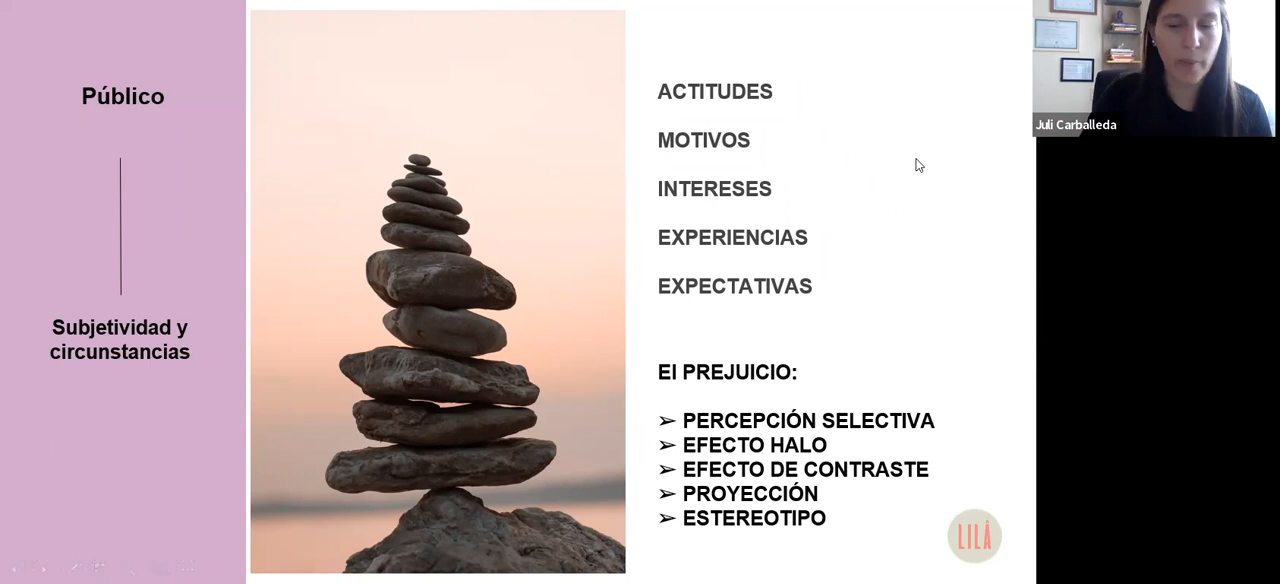 Público
Subjetividad y
circunstancias
ACTITUDES
MOTIVOS
INTERESES
EXPERIENCIAS
EXPECTATIVAS
El PREJUICIO:
➢ PERCEPCIÓN SELECTIVA
➢ EFECTO HALO
➢ EFECTO DE CONTRASTE
➢ PROYECCIÓN
➢ ESTEREOTIPO
LILÀ
Juli Carballeda